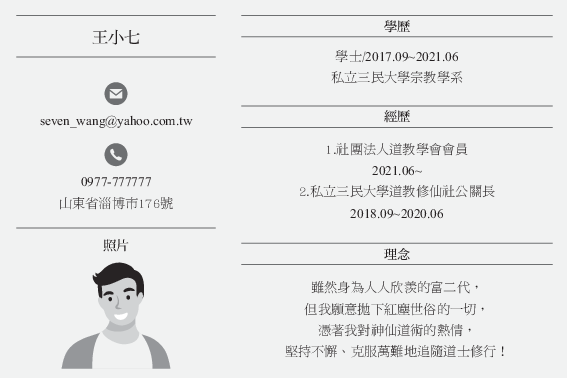 王小七
seven_wang@yahoo.com.tw
0977-777777
山東省淄博市176號
照片
學歷
學士/2017.09~2021.06
私立三民大學宗教學系
經歷
1.社團法人道教學會會員
2021.06~
2.私立三民大學道教修仙社公關長
2018.09~2020.06
理念
雖然身為人人欣羨的富二代，
但我願意拋下紅塵世俗的一切，
憑著我對神仙道術的熱情，
堅持不懈、克服萬難地追隨道士修行！